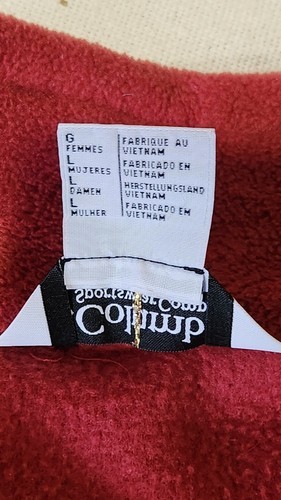 G FABRIQUE AU
FEMMES VIETNAM
L FABRICADO EN
MUJERES VIETNAM
L HERSTELLUNGSLAND
DAMEN VIETNAM
L FABRICADO EM
MULHER VIETNAM
Columb
Sportswear Comp